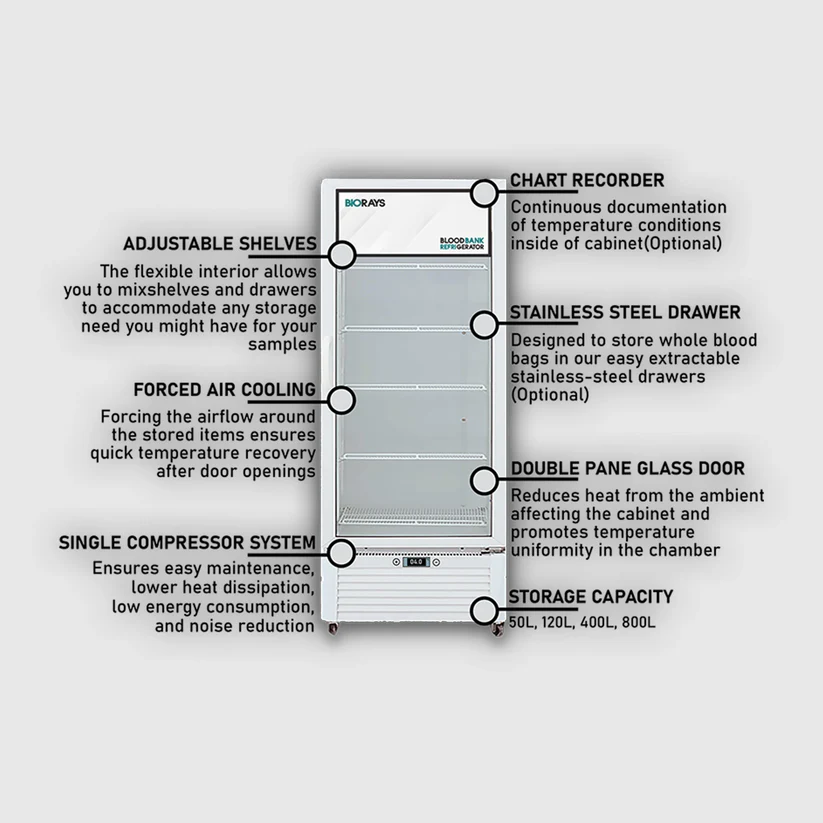 BIORAYS
BLOODBANK
REFRIGERATOR
04.0
ADJUSTABLE SHELVES
The flexible interior allows
you to mixshelves and drawers
to accommodate any storage
need you might have for your
samples
FORCED AIR COOLING
Forcing the airflow around
the stored items ensures
quick temperature recovery
after door openings
SINGLE COMPRESSOR SYSTEM
Ensures easy maintenance,
lower heat dissipation,
low energy consumption,
and noise reduction
CHART RECORDER
Continuous documentation
of temperature conditions
inside of cabinet(Optional)
STAINLESS STEEL DRAWER
Designed to store whole blood
bags in our easy extractable
stainless-steel drawers
(Optional)
DOUBLE PANE GLASS DOOR
Reduces heat from the ambient
affecting the cabinet and
promotes temperature
uniformity in the chamber
STORAGE CAPACITY
50L, 120L, 400L, 800L